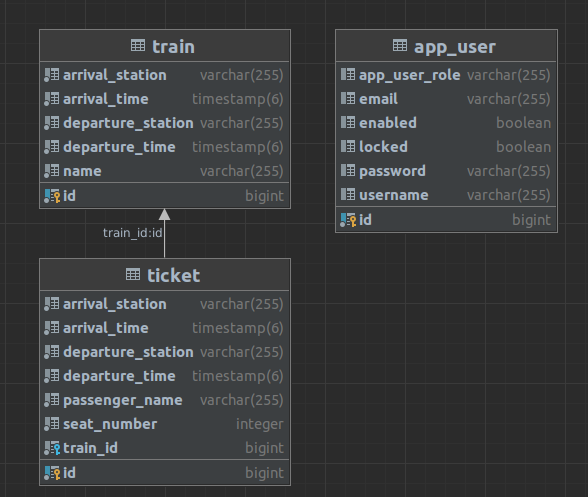 train
arrival_station varchar(255)
arrival_time timestamp(6)
departure_station varchar(255)
departure_time timestamp(6)
name varchar(255)
id bigint
app_user
app_user_role varchar(255)
email varchar(255)
enabled boolean
locked boolean
password varchar(255)
username varchar(255)
id bigint
train_id:id
ticket
arrival_station varchar(255)
arrival_time timestamp(6)
departure_station varchar(255)
departure_time timestamp(6)
passenger_name varchar(255)
seat_number integer
train_id bigint
id bigint